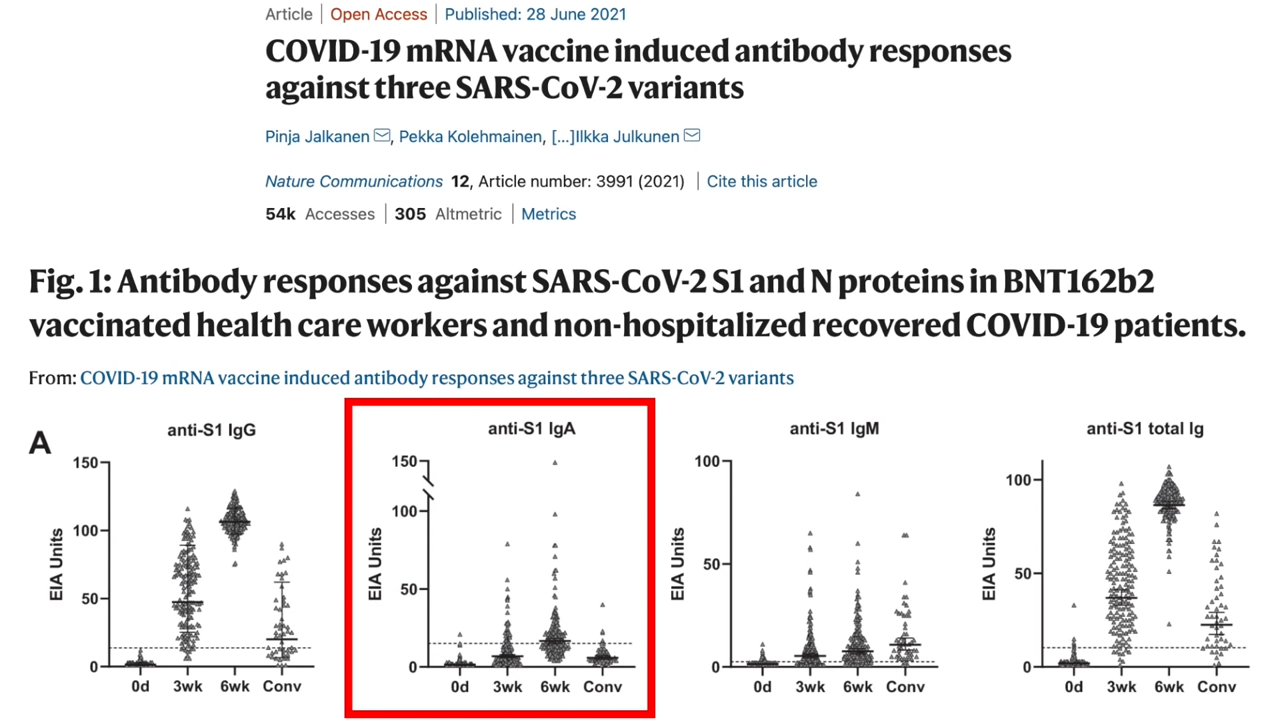 Article | Open Access | Published: 28 June 2021
COVID-19 mRNA vaccine induced antibody responses
against three SARS-CoV-2 variants
Pinja Jalkanen, Pekka Kolehmainen, [...]Ilkka Julkunen
Nature Communications 12, Article number: 3991 (2021) | Cite this article
54k Accesses | 305 Altmetric | Metrics
Fig. 1: Antibody responses against SARS-CoV-2 S1 and N proteins in BNT162b2
vaccinated health care workers and non-hospitalized recovered COVID-19 patients.
From: COVID-19 mRNA vaccine induced antibody responses against three SARS-CoV-2 variants
A
anti-S1 IgG
EIA Units
150
100
50
0
0d 3wk 6wk Conv
anti-S1 IgA
EIA Units
150
100
50
0
0d 3wk 6wk Conv
anti-S1 IgM
EIA Units
100
50
0
0d 3wk 6wk Conv
anti-S1 total Ig
EIA Units
100
50
0
0d 3wk 6wk Conv